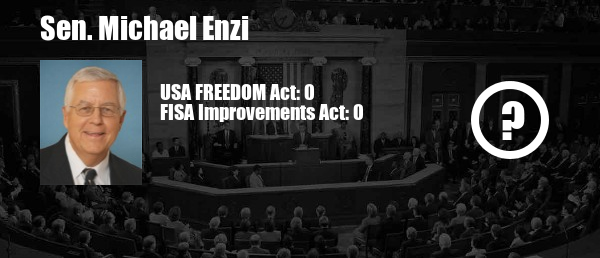 Sen. Michael Enzi
USA FREEDOM Act: 0
FISA Improvements Act: 0
?